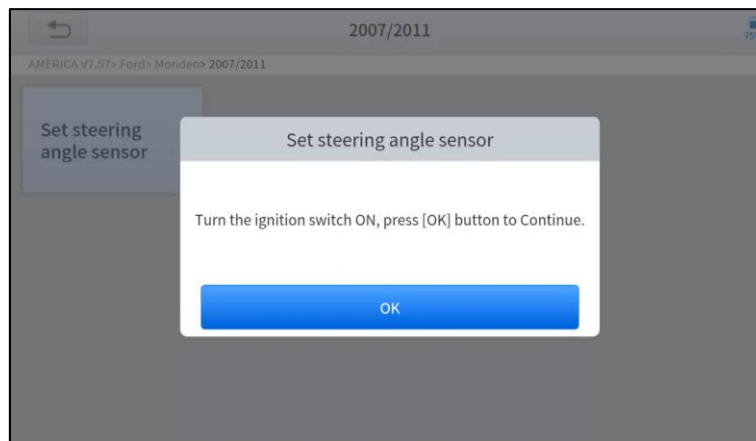 2007/2011
AMERICA V7.57> Ford> Mondeo> 2007/2011
Set steering
angle sensor
Set steering angle sensor
Turn the ignition switch ON, press [OK] button to Continue.
OK